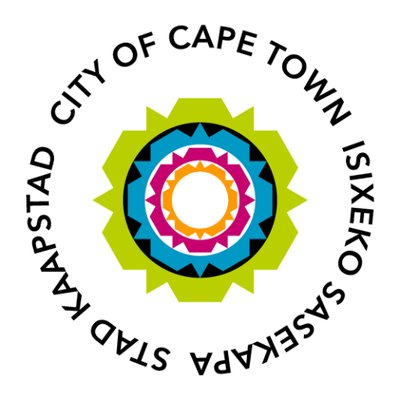 CITY OF CAPE TOWN
ISIXEKO SASEKAPA
STAD KAAPSTAD